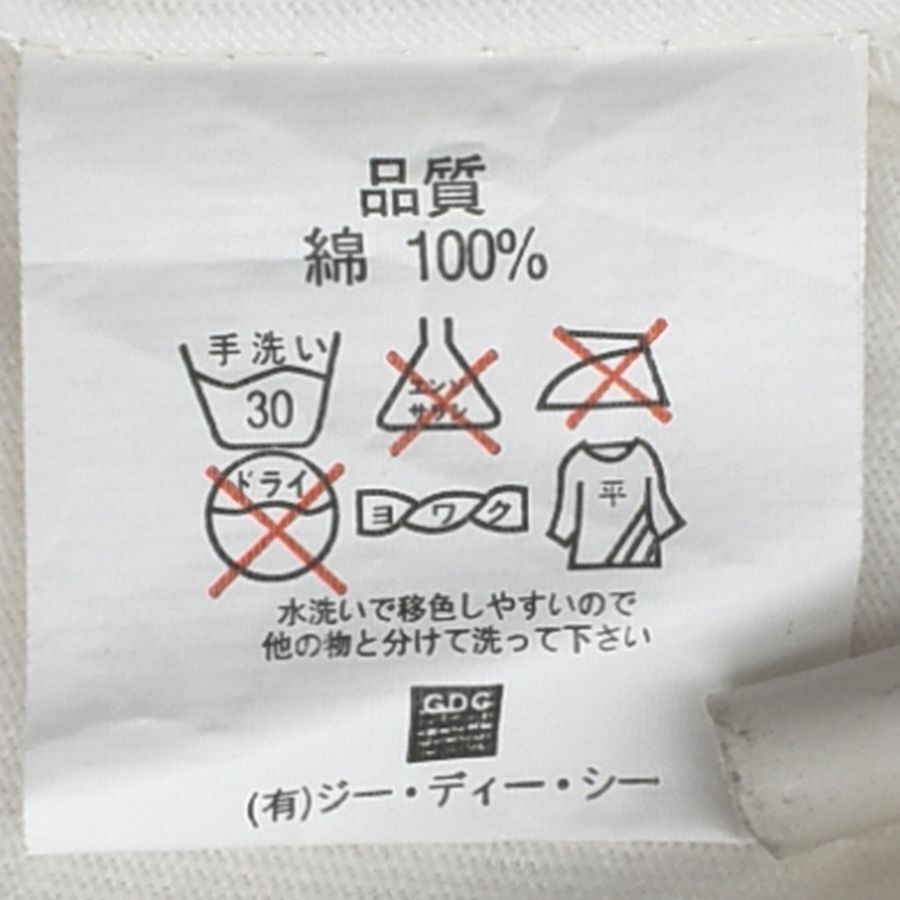 品質
綿 100%
手洗い
30
エンソ
サラシ
ドライ
ヨワク
平
水洗いで移色しやすいので
他の物と分けて洗って下さい
GDC
(有)ジー・ディー・シー